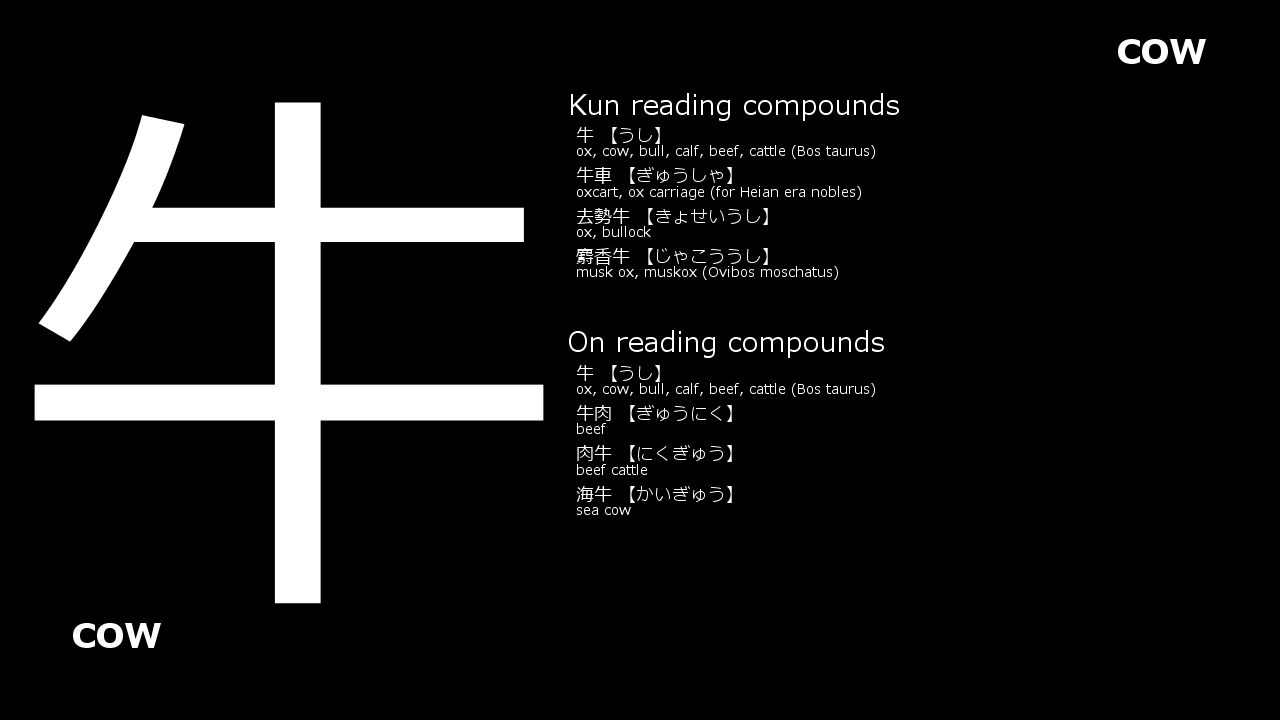 cow
牛
Kun reading compounds
牛 【うし】
ox, cow, bull, calf, beef, cattle (Bos taurus)
牛車 【ぎゅうしゃ】
oxcart, ox carriage (for Heian era nobles)
去勢牛 【きょせいうし】
ox, bullock
麝香牛 【じゃこううし】
musk ox, muskox (Ovibos moschatus)
On reading compounds
牛 【うし】
ox, cow, bull, calf, beef, cattle (Bos taurus)
牛肉 【ぎゅうにく】
beef
肉牛 【にくぎゅう】
beef cattle
海牛 【かいぎゅう】
sea cow
cow